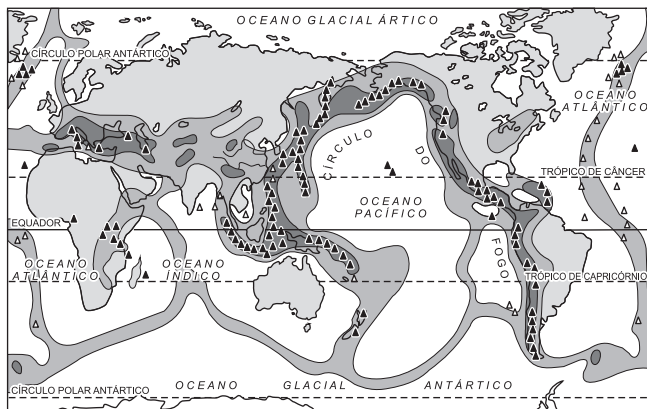 OCEANO GLACIAL ÁRTICO
CÍRCULO POLAR ANTÁRTICO
OCEANO
ATLÂNTICO
CÍRCULO
DO
FOGO
TRÓPICO DE CÂNCER
OCEANO
PACÍFICO
EQUADOR
OCEANO
ATLÂNTICO
OCEANO
ÍNDICO
TRÓPICO DE CAPRICÓRNIO
CÍRCULO POLAR ANTÁRTICO
OCEANO GLACIAL ANTÁRTICO